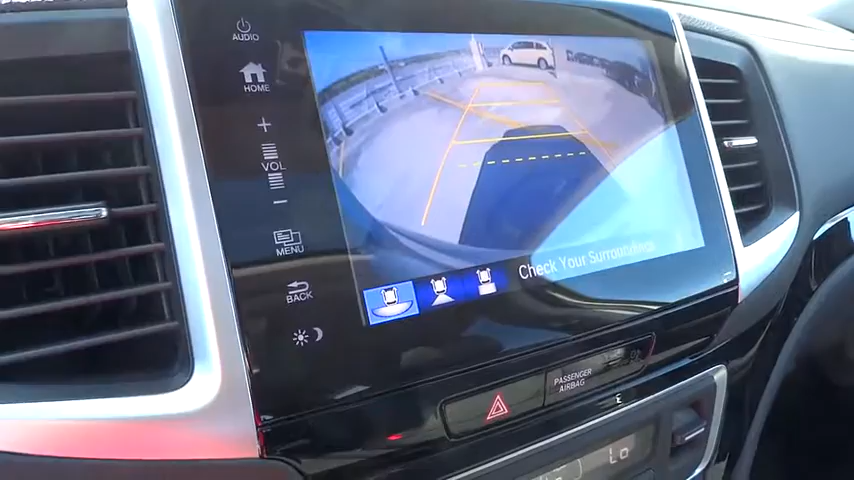 AUDIO
HOME
+
VOL
-
MENU
BACK
Check Your Surroundings
PASSENGER
AIRBAG
Lo